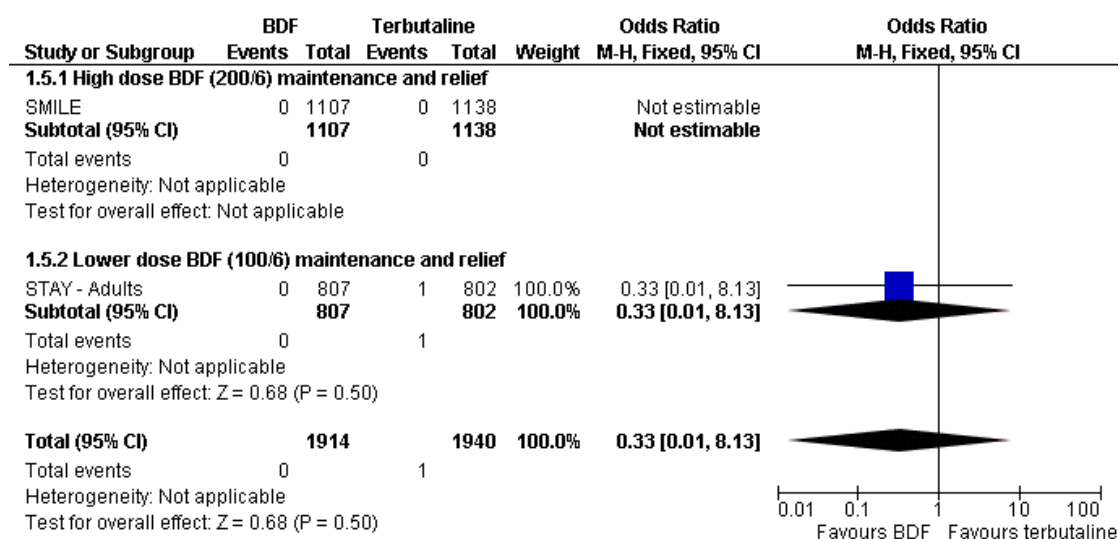 BDF Terbutaline Odds Ratio Odds Ratio
Study or Subgroup Events Total Events Total Weight M-H, Fixed, 95% CI M-H, Fixed, 95% CI
1.5.1 High dose BDF (200/6) maintenance and relief
SMILE 0 1107 0 1138 Not estimable
Subtotal (95% CI) 1107 1138 Not estimable
Total events 0 0
Heterogeneity: Not applicable
Test for overall effect: Not applicable
1.5.2 Lower dose BDF (100/6) maintenance and relief
STAY - Adults 0 807 1 802 100.0% 0.33 [0.01, 8.13]
Subtotal (95% CI) 807 802 100.0% 0.33 [0.01, 8.13]
Total events 0 1
Heterogeneity: Not applicable
Test for overall effect: Z = 0.68 (P = 0.50)
Total (95% CI) 1914 1940 100.0% 0.33 [0.01, 8.13]
Total events 0 1
Heterogeneity: Not applicable
Test for overall effect: Z = 0.68 (P = 0.50)
0.01 0.1 1 10 100
Favours BDF Favours terbutaline